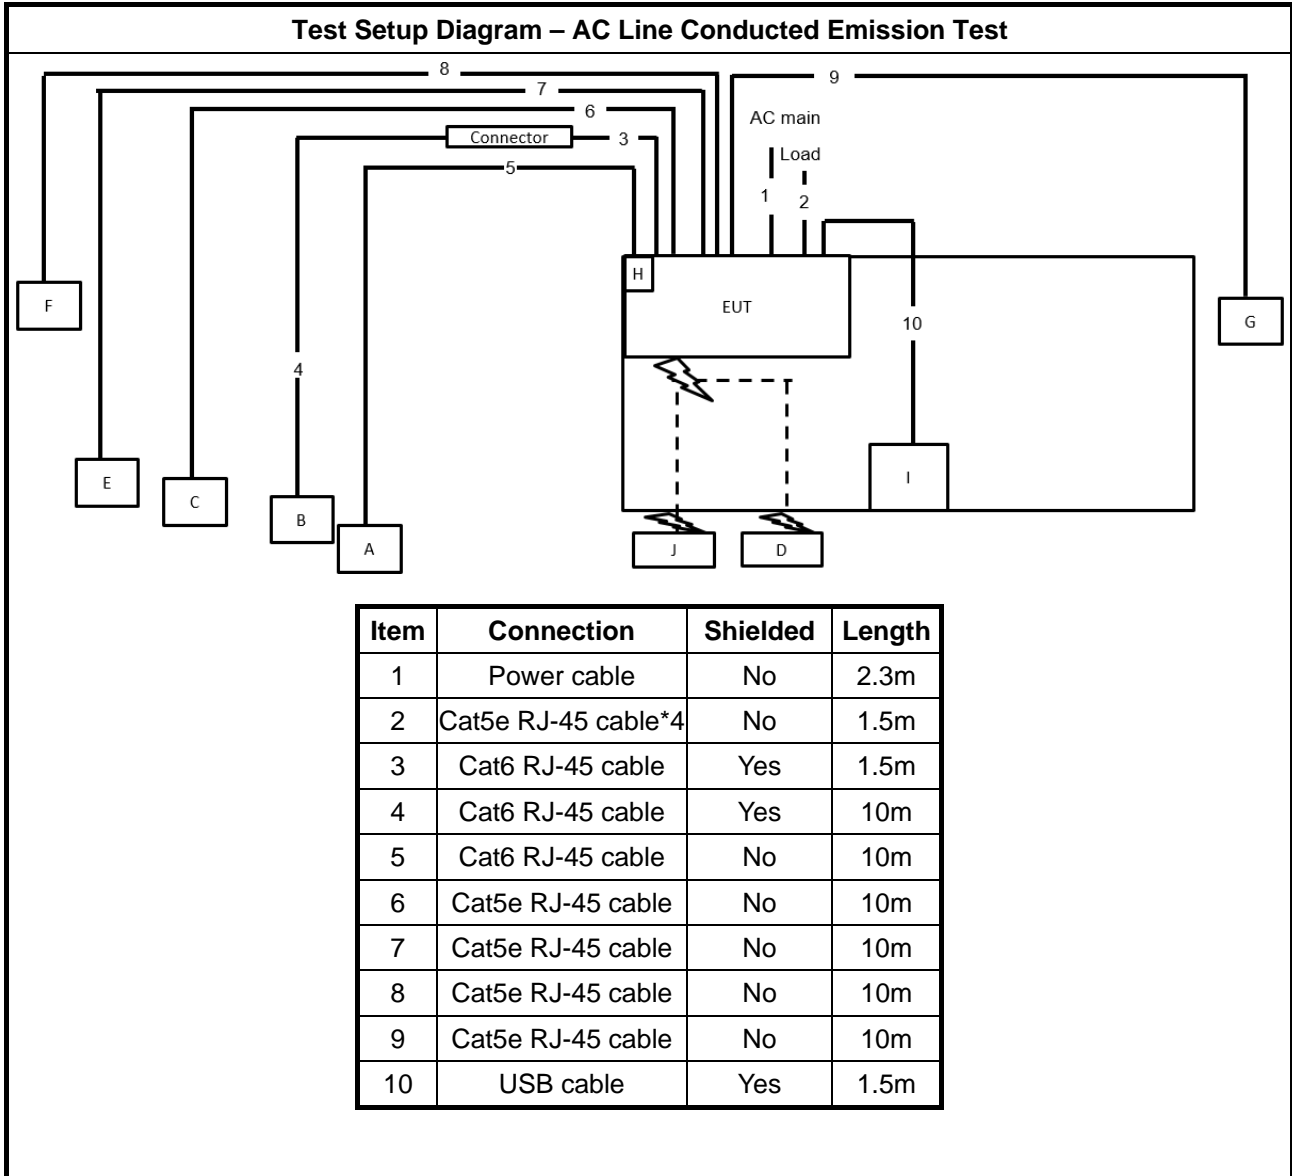 Test Setup Diagram – AC Line Conducted Emission Test
8
9
7
6
AC main
Connector
3
Load
5
1
2
H
F
EUT
G
10
4
E
I
C
B
A
J
D
Item Connection Shielded Length
1 Power cable No 2.3m
2 Cat5e RJ-45 cable*4 No 1.5m
3 Cat6 RJ-45 cable Yes 1.5m
4 Cat6 RJ-45 cable Yes 10m
5 Cat6 RJ-45 cable No 10m
6 Cat5e RJ-45 cable No 10m
7 Cat5e RJ-45 cable No 10m
8 Cat5e RJ-45 cable No 10m
9 Cat5e RJ-45 cable No 10m
10 USB cable Yes 1.5m